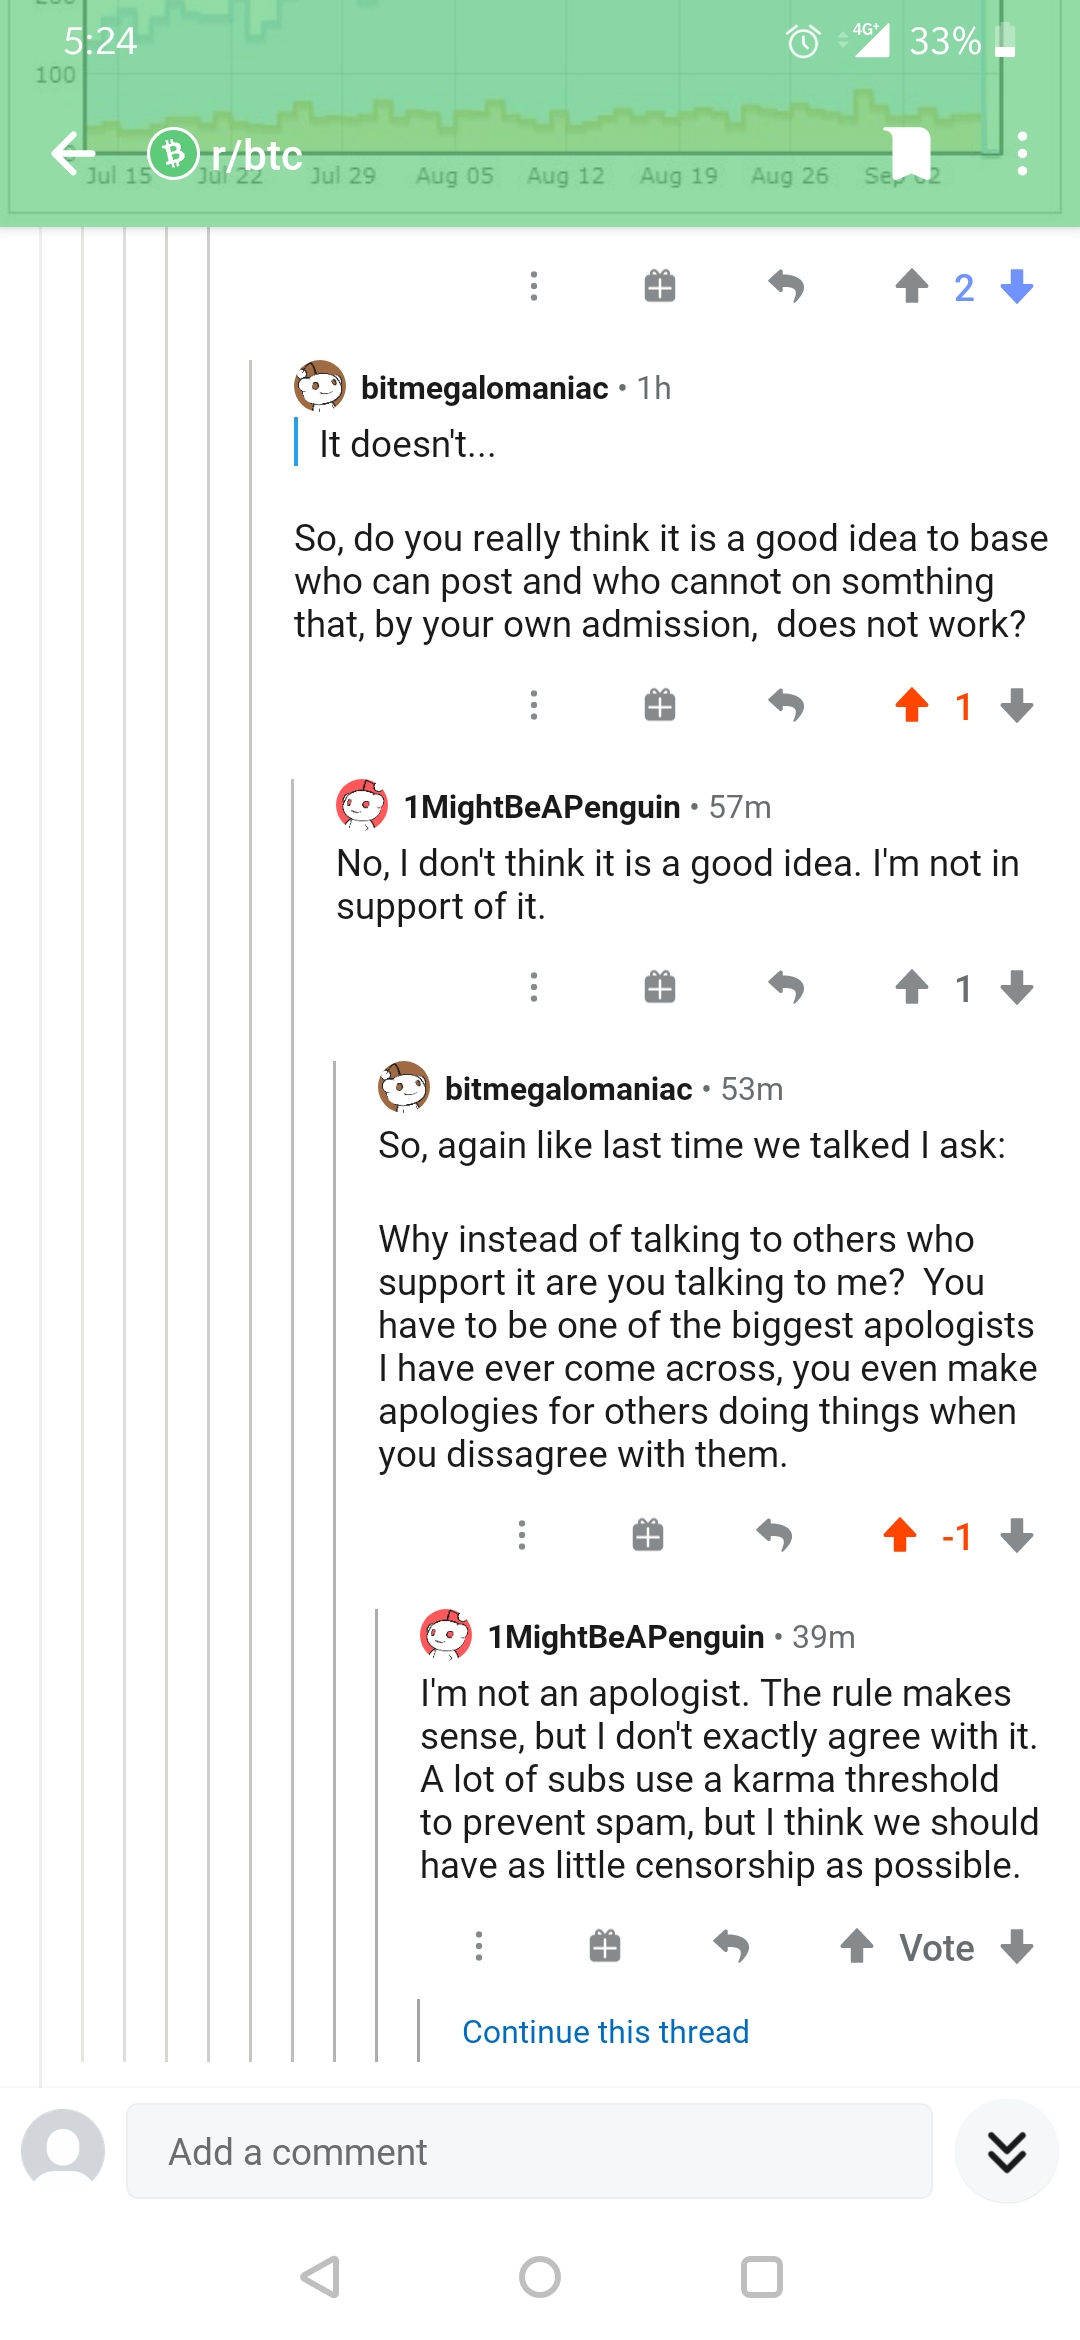 5:24
4G+
33%
100
r/btc
Jul 15 Jul 22 Jul 29 Aug 05 Aug 12 Aug 19 Aug 26 Sep 02
2
bitmegalomaniac • 1h
It doesn't...
So, do you really think it is a good idea to base
who can post and who cannot on somthing
that, by your own admission,  does not work?
1
1MightBeAPenguin • 57m
No, I don't think it is a good idea. I'm not in
support of it.
1
bitmegalomaniac • 53m
So, again like last time we talked I ask:
Why instead of talking to others who
support it are you talking to me?  You
have to be one of the biggest apologists
I have ever come across, you even make
apologies for others doing things when
you dissagree with them.
-1
1MightBeAPenguin • 39m
I'm not an apologist. The rule makes
sense, but I don't exactly agree with it.
A lot of subs use a karma threshold
to prevent spam, but I think we should
have as little censorship as possible.
Vote
Continue this thread
Add a comment